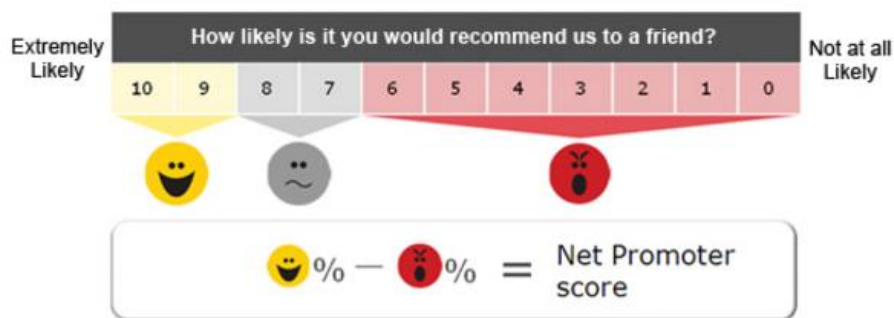 How likely is it you would recommend us to a friend?
Extremely
Likely
Not at all
Likely
10 9 8 7 6 5 4 3 2 1 0
% — % = Net Promoter
score